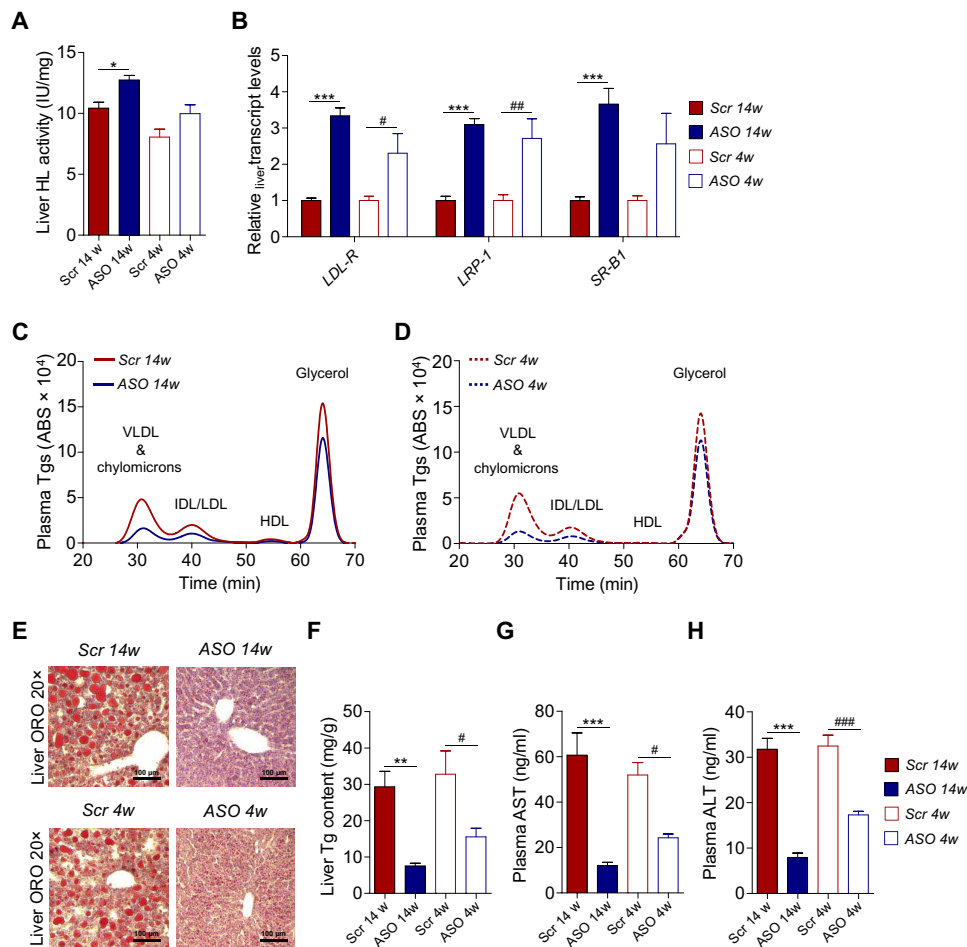 A
Liver HL activity (IU/mg)
15
10
5
0
*
Scr 14 w
ASO 14w
Scr 4w
ASO 4w
B
Relative liver transcript levels
5
4
3
2
1
0
***
#
***
##
***
LDL-R
LRP-1
SR-B1
Scr 14w
ASO 14w
Scr 4w
ASO 4w
C
Plasma Tgs (ABS × 10⁴)
20
15
10
5
0
Scr 14w
ASO 14w
VLDL
&
chylomicrons
IDL/LDL
HDL
Glycerol
20 30 40 50 60 70
Time (min)
D
Plasma Tgs (ABS × 10⁴)
20
15
10
5
0
Scr 4w
ASO 4w
VLDL
&
chylomicrons
IDL/LDL
HDL
Glycerol
20 30 40 50 60 70
Time (min)
E
Scr 14w
ASO 14w
Liver ORO 20×
100 µm
100 µm
Scr 4w
ASO 4w
Liver ORO 20×
100 µm
100 µm
F
Liver Tg content (mg/g)
50
40
30
20
10
0
**
#
Scr 14 w
ASO 14w
Scr 4w
ASO 4w
G
Plasma AST (ng/ml)
80
60
40
20
0
***
#
Scr 14 w
ASO 14w
Scr 4w
ASO 4w
H
Plasma ALT (ng/ml)
40
30
20
10
0
***
###
Scr 14 w
ASO 14w
Scr 4w
ASO 4w
Scr 14w
ASO 14w
Scr 4w
ASO 4w